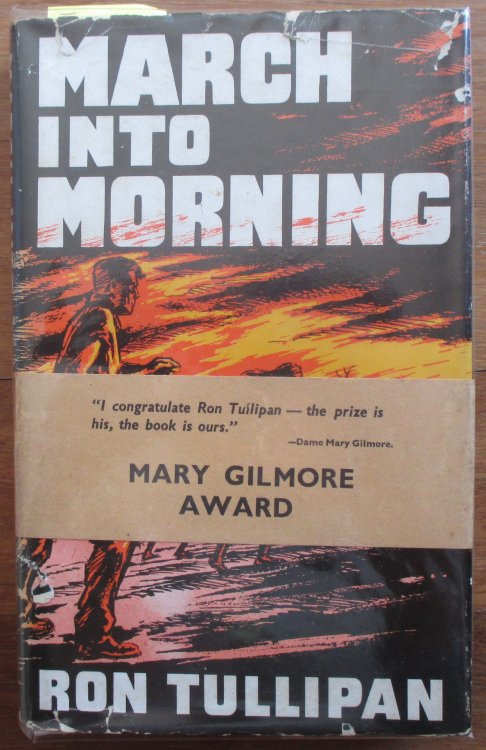 MARCH
INTO
MORNING
"I congratulate Ron Tullipan — the prize is
his, the book is ours."
—Dame Mary Gilmore.
MARY GILMORE
AWARD
RON TULLIPAN